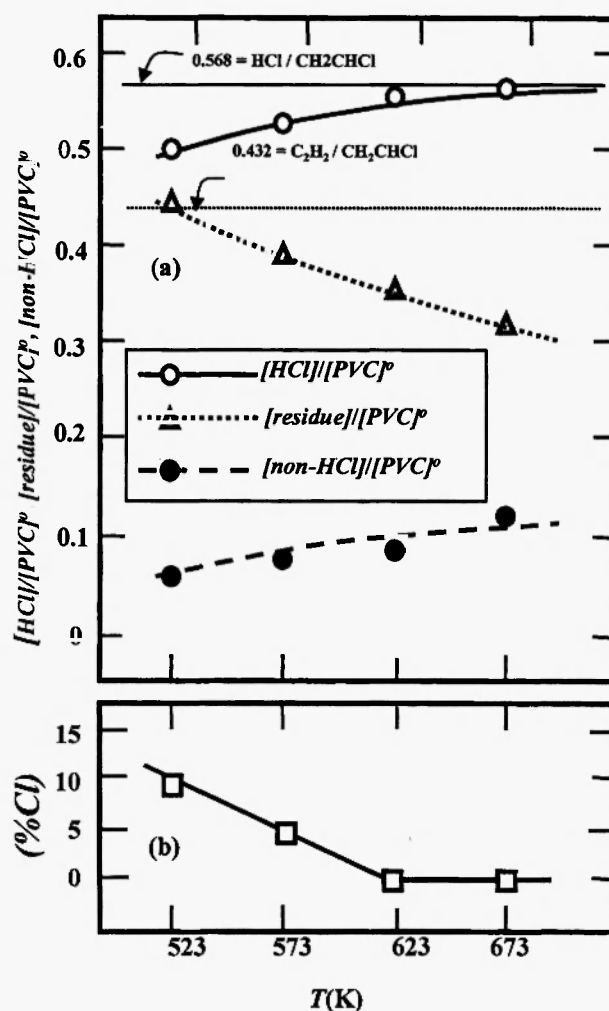 0.6
0.5
0.4
0.3
0.2
0.1
0
[HCl]/[PVC]º [residue]/[PVC]º, [non-HCl]/[PVC]º
0.568 = HCl / CH2CHCl
0.432 = C₂H₂ / CH₂CHCl
(a)
[HCl]/[PVC]º
[residue]/[PVC]º
[non-HCl]/[PVC]º
15
10
5
0
(%Cl)
(b)
523 573 623 673
T(K)